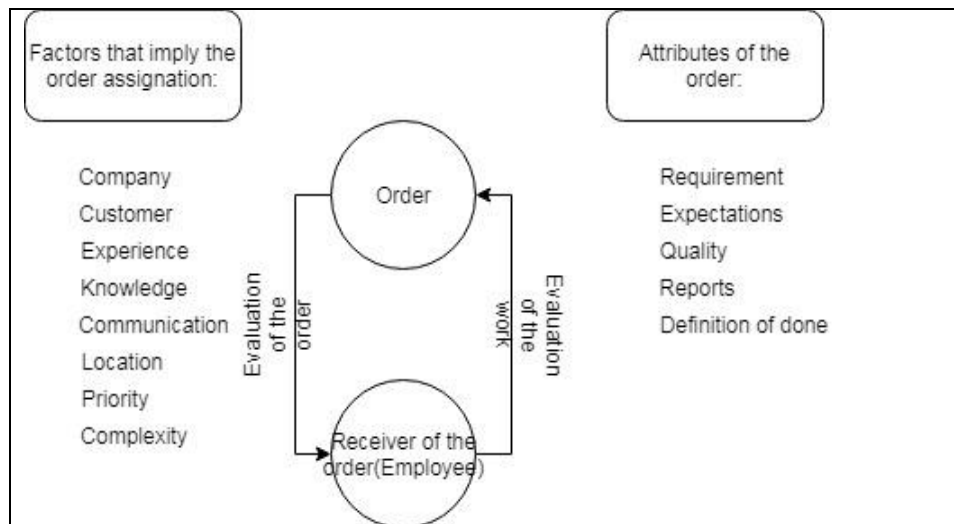 Factors that imply the
order assignation:
Attributes of the
order:
Company
Customer
Experience
Knowledge
Communication
Location
Priority
Complexity
Order
Evaluation
of the
order
Evaluation
of the
work
Receiver of the
order(Employee)
Requirement
Expectations
Quality
Reports
Definition of done